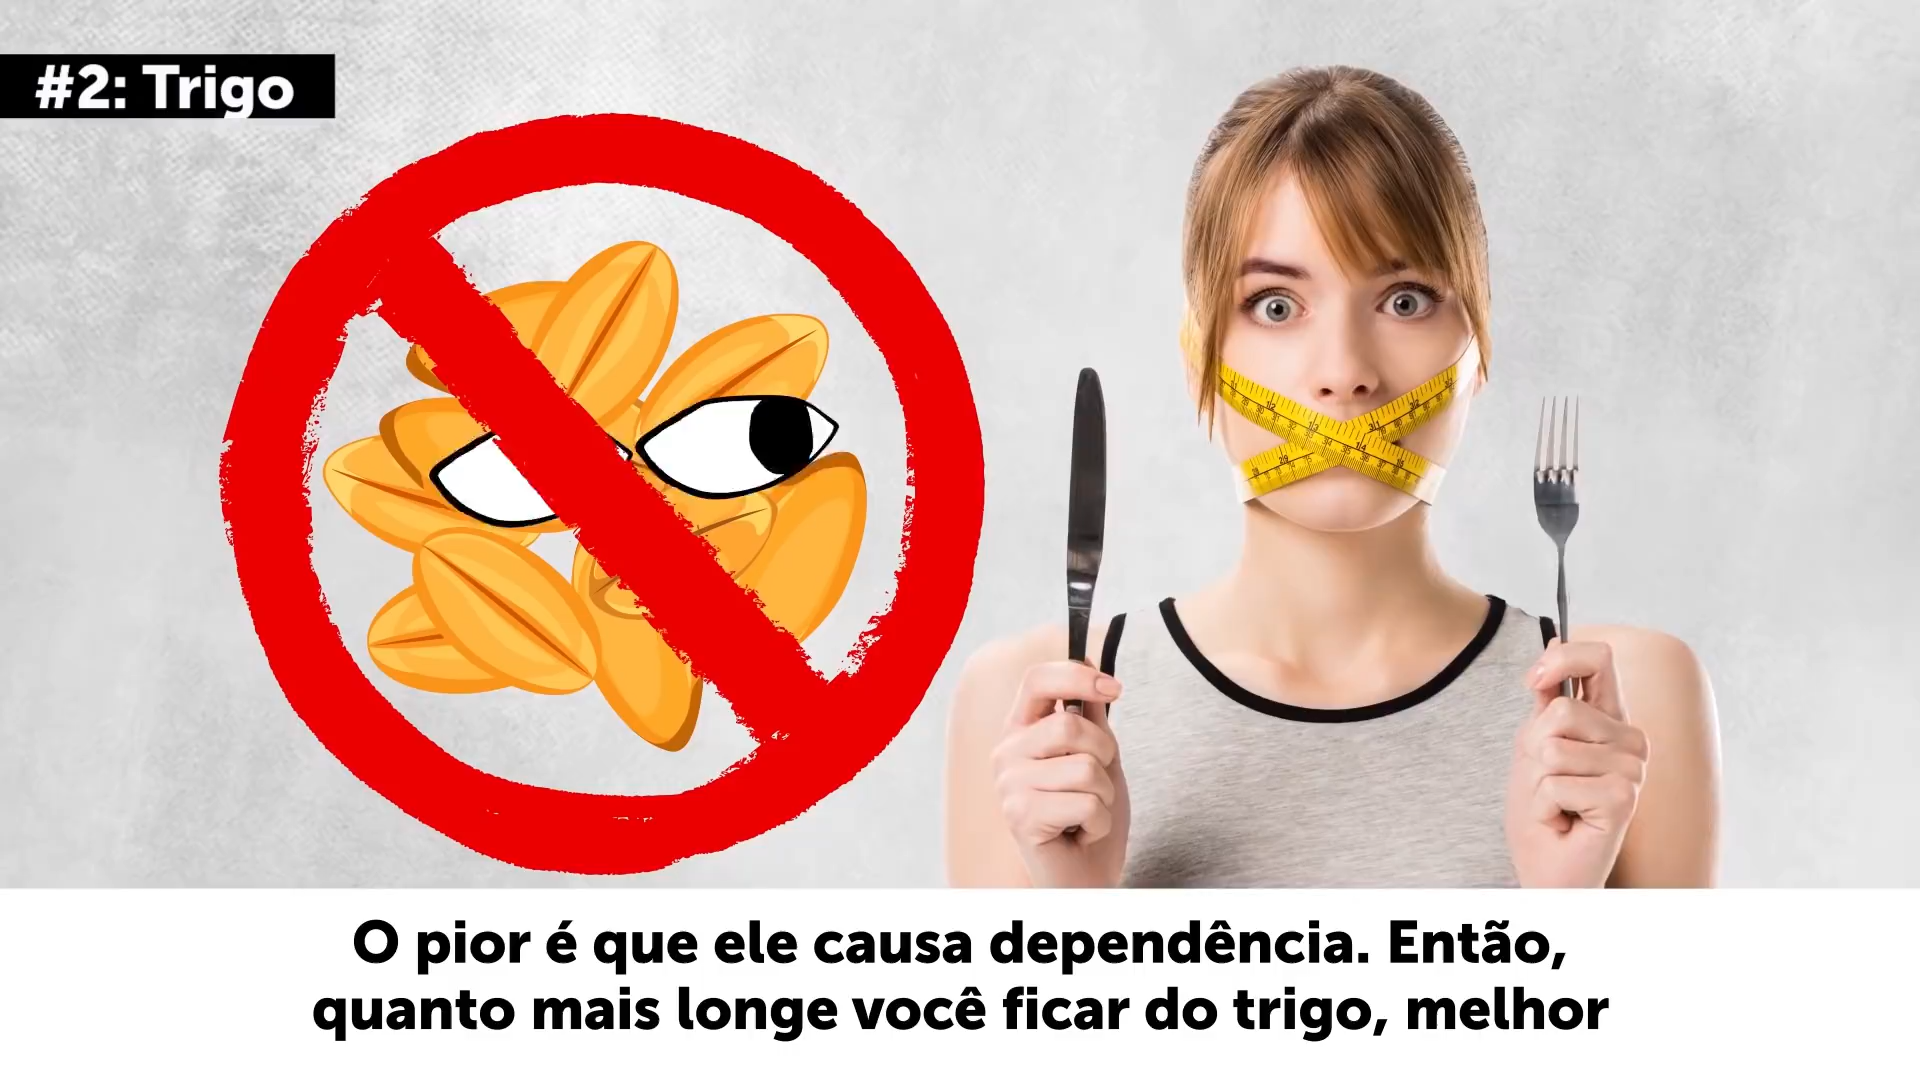 #2: Trigo
O pior é que ele causa dependência. Então,
quanto mais longe você ficar do trigo, melhor